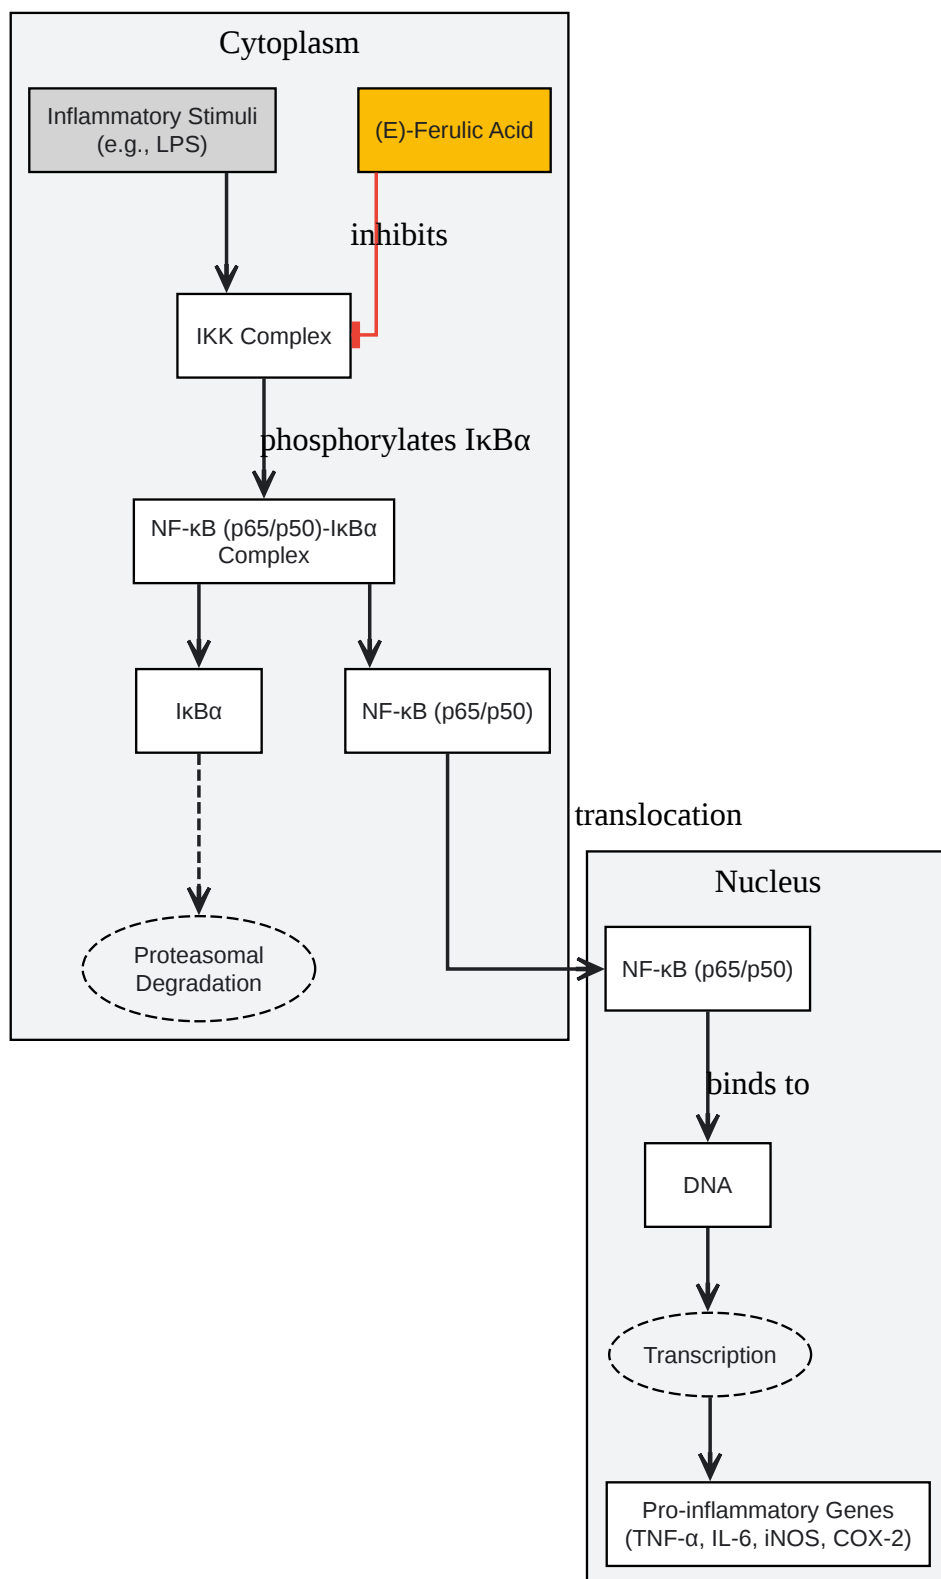 Cytoplasm
Inflammatory Stimuli
(e.g., LPS)
(E)-Ferulic Acid
inhibits
IKK Complex
phosphorylates IκBα
NF-κB (p65/p50)-IκBα
Complex
IκBα
NF-κB (p65/p50)
translocation
Proteasomal
Degradation
Nucleus
NF-κB (p65/p50)
binds to
DNA
Transcription
Pro-inflammatory Genes
(TNF-α, IL-6, iNOS, COX-2)